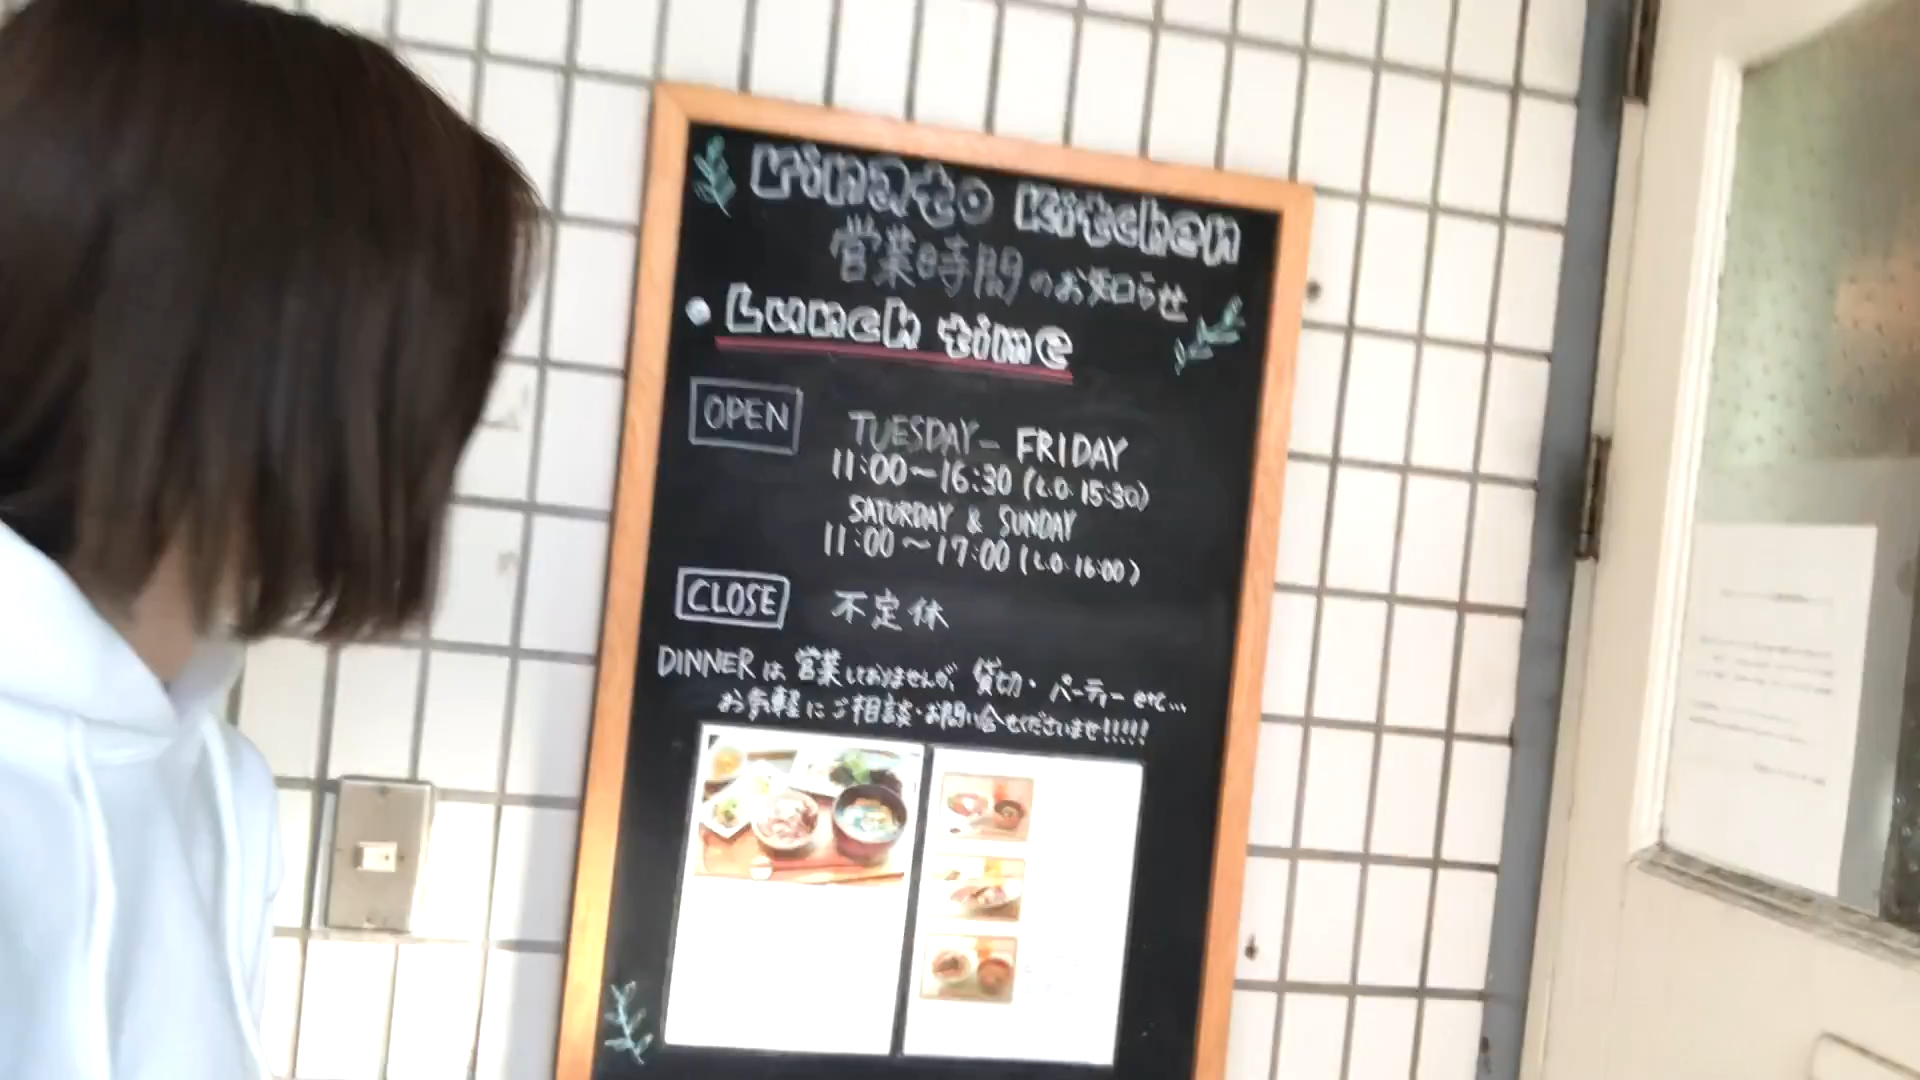 rinato kitchen
営業時間のお知らせ
• Lunch time
OPEN
TUESDAY - FRIDAY
11:00〜16:30 (L.O. 15:30)
SATURDAY & SUNDAY
11:00〜17:00 (L.O. 16:00)
CLOSE 不定休
DINNERは 営業しておりませんが、貸切・パーティー etc...
お気軽にご相談・お問い合せくださいませ!!!!!